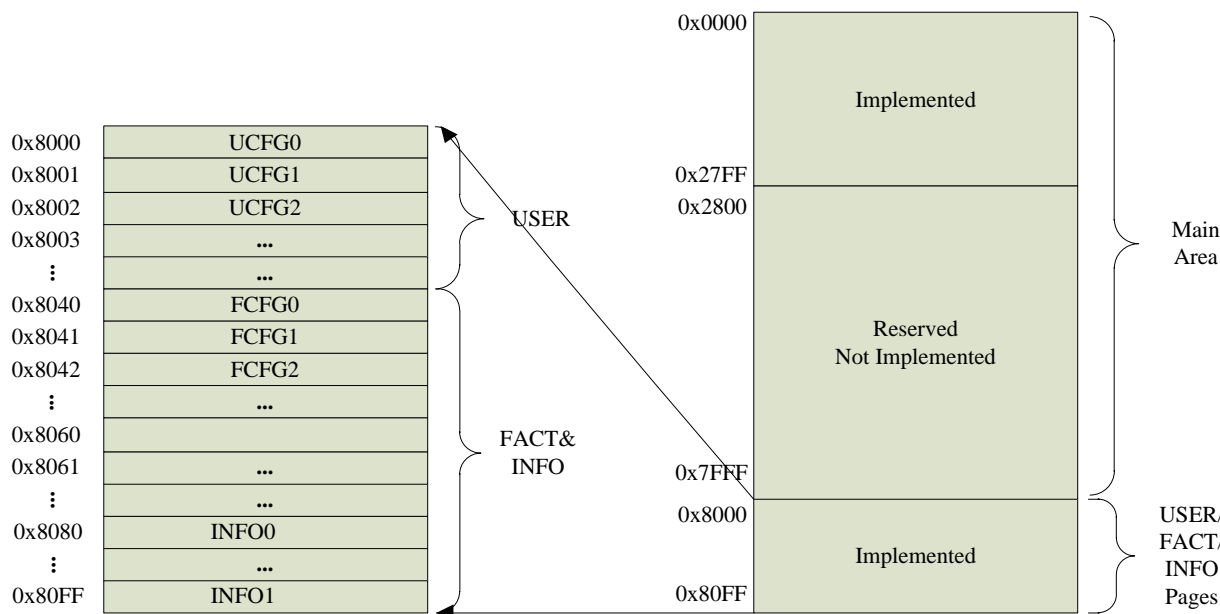 0x8000 UCFG0
0x8001 UCFG1
0x8002 UCFG2
0x8003 ...
⋮ ...
0x8040 FCFG0
0x8041 FCFG1
0x8042 FCFG2
⋮ ...
0x8060
0x8061 ...
⋮ ...
0x8080 INFO0
⋮ ...
0x80FF INFO1
USER
FACT&
INFO
0x0000
Implemented
0x27FF
0x2800
Reserved
Not Implemented
0x7FFF
0x8000
Implemented
0x80FF
Main
Area
USER/
FACT/
INFO
Pages